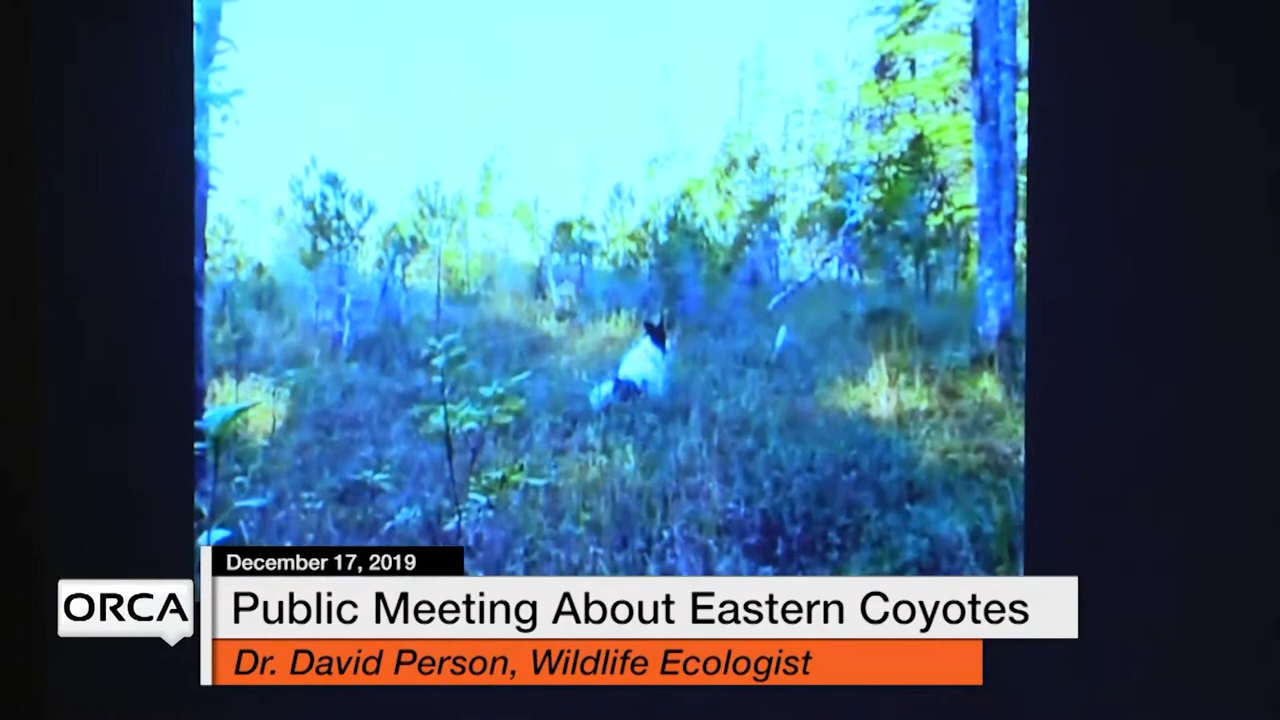 December 17, 2019
ORCA
Public Meeting About Eastern Coyotes
Dr. David Person, Wildlife Ecologist